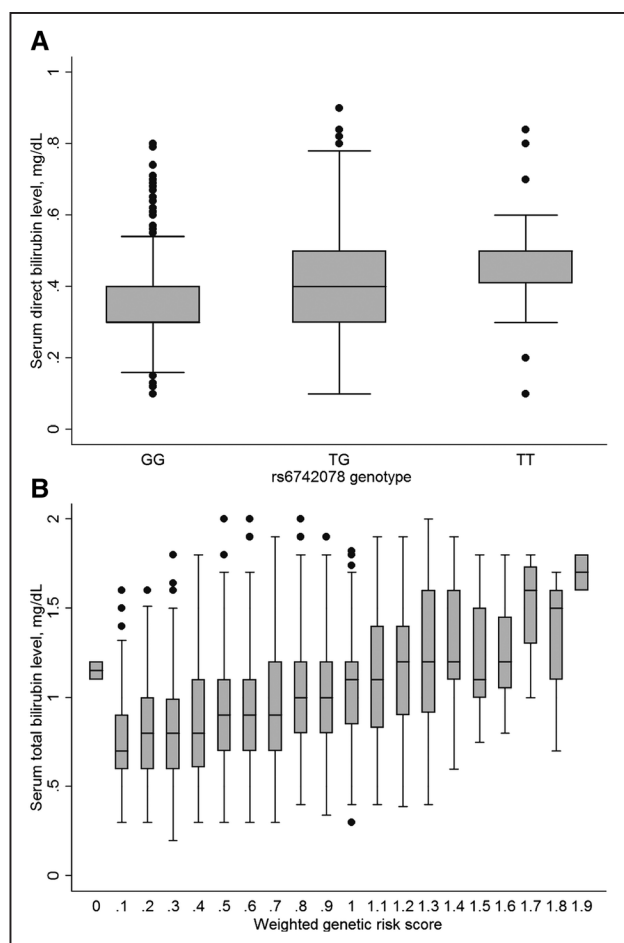 A
Serum direct bilirubin level, mg/dL
1
.8
.6
.4
.2
0
GG TG TT
rs6742078 genotype
B
Serum total bilirubin level, mg/dL
2
1.5
1
.5
0
0 .1 .2 .3 .4 .5 .6 .7 .8 .9 1 1.1 1.2 1.3 1.4 1.5 1.6 1.7 1.8 1.9
Weighted genetic risk score